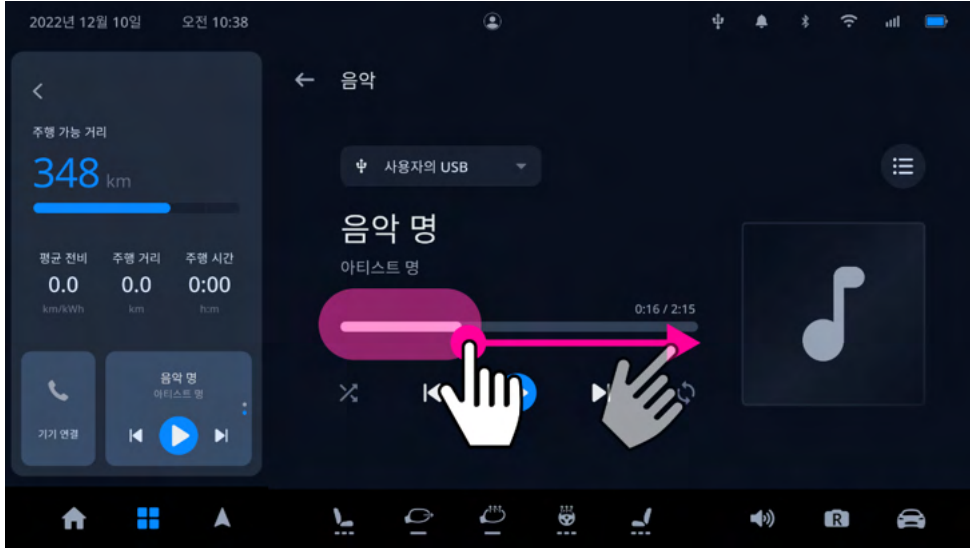 2022년 12월 10일 오전 10:38
주행 가능 거리
348 km
평균 전비 주행 거리 주행 시간
0.0 0.0 0:00
km/kWh km h:m
음악 명
아티스트 명
기기 연결
음악
사용자의 USB
음악 명
아티스트 명
0:16 / 2:15
R